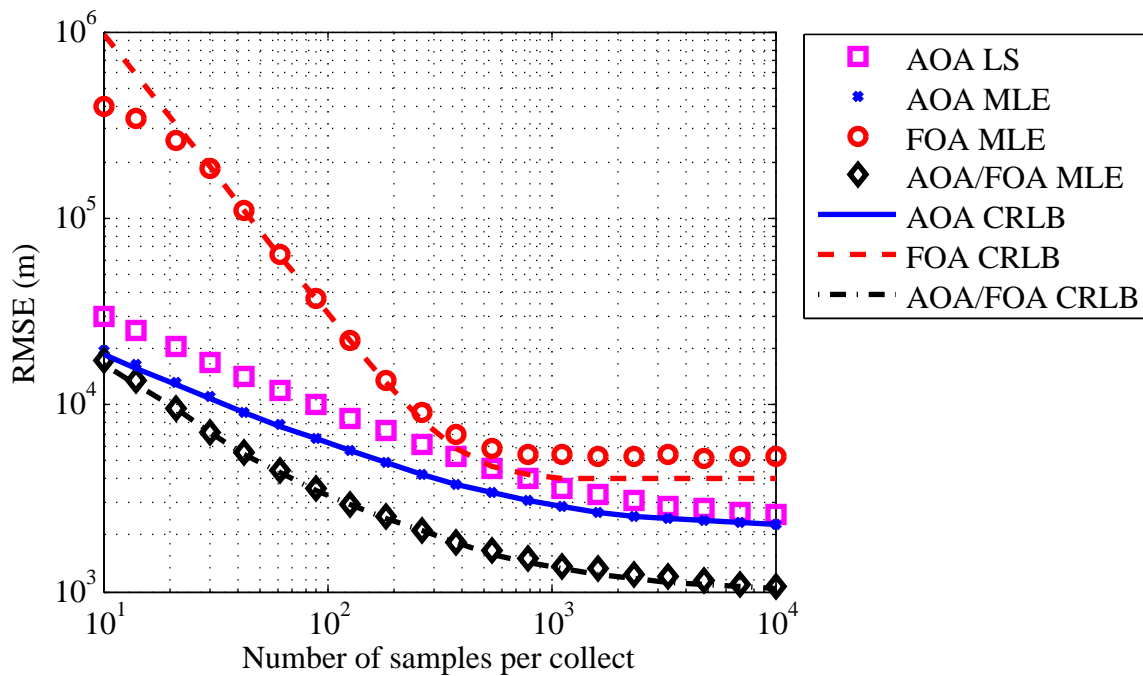 10^6
10^5
10^4
10^3
RMSE (m)
10^1
10^2
10^3
10^4
Number of samples per collect
AOA LS
AOA MLE
FOA MLE
AOA/FOA MLE
AOA CRLB
FOA CRLB
AOA/FOA CRLB